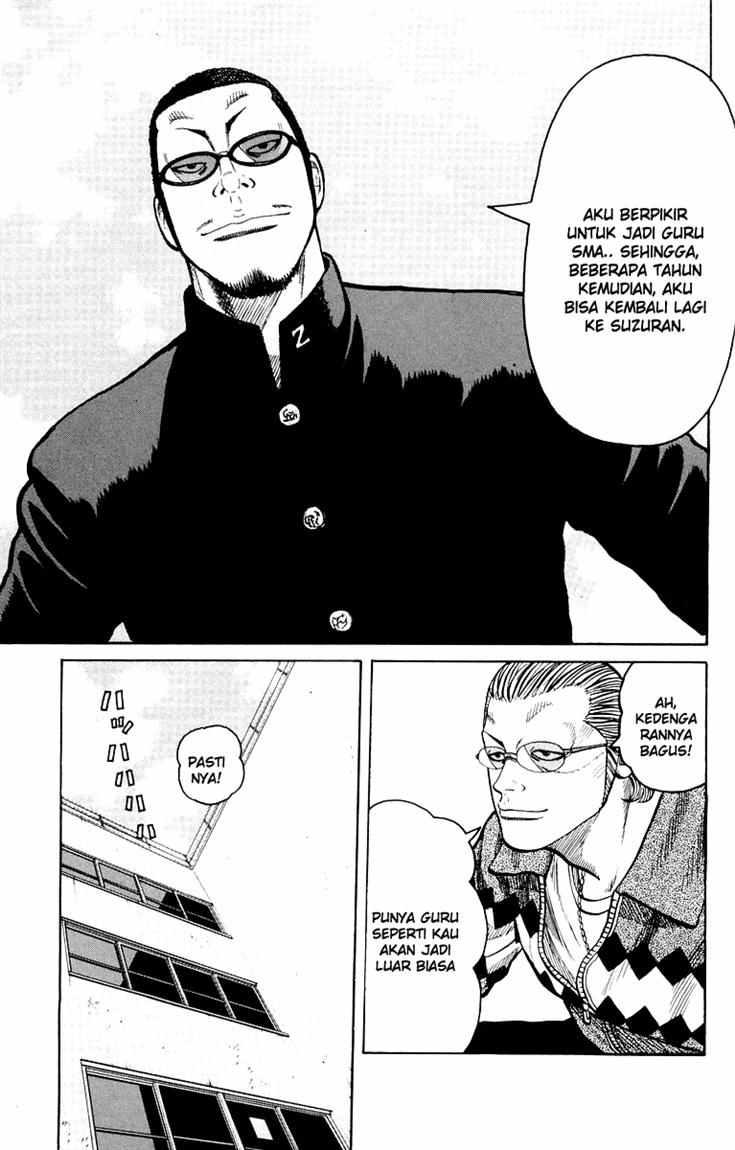 AKU BERPIKIR
UNTUK JADI GURU
SMA.. SEHINGGA,
BEBERAPA TAHUN
KEMUDIAN, AKU
BISA KEMBALI LAGI
KE SUZURAN.
Z
AH,
KEDENGA
RANNYA
BAGUS!
PUNYA GURU
SEPERTI KAU
AKAN JADI
LUAR BIASA
PASTI
NYA!